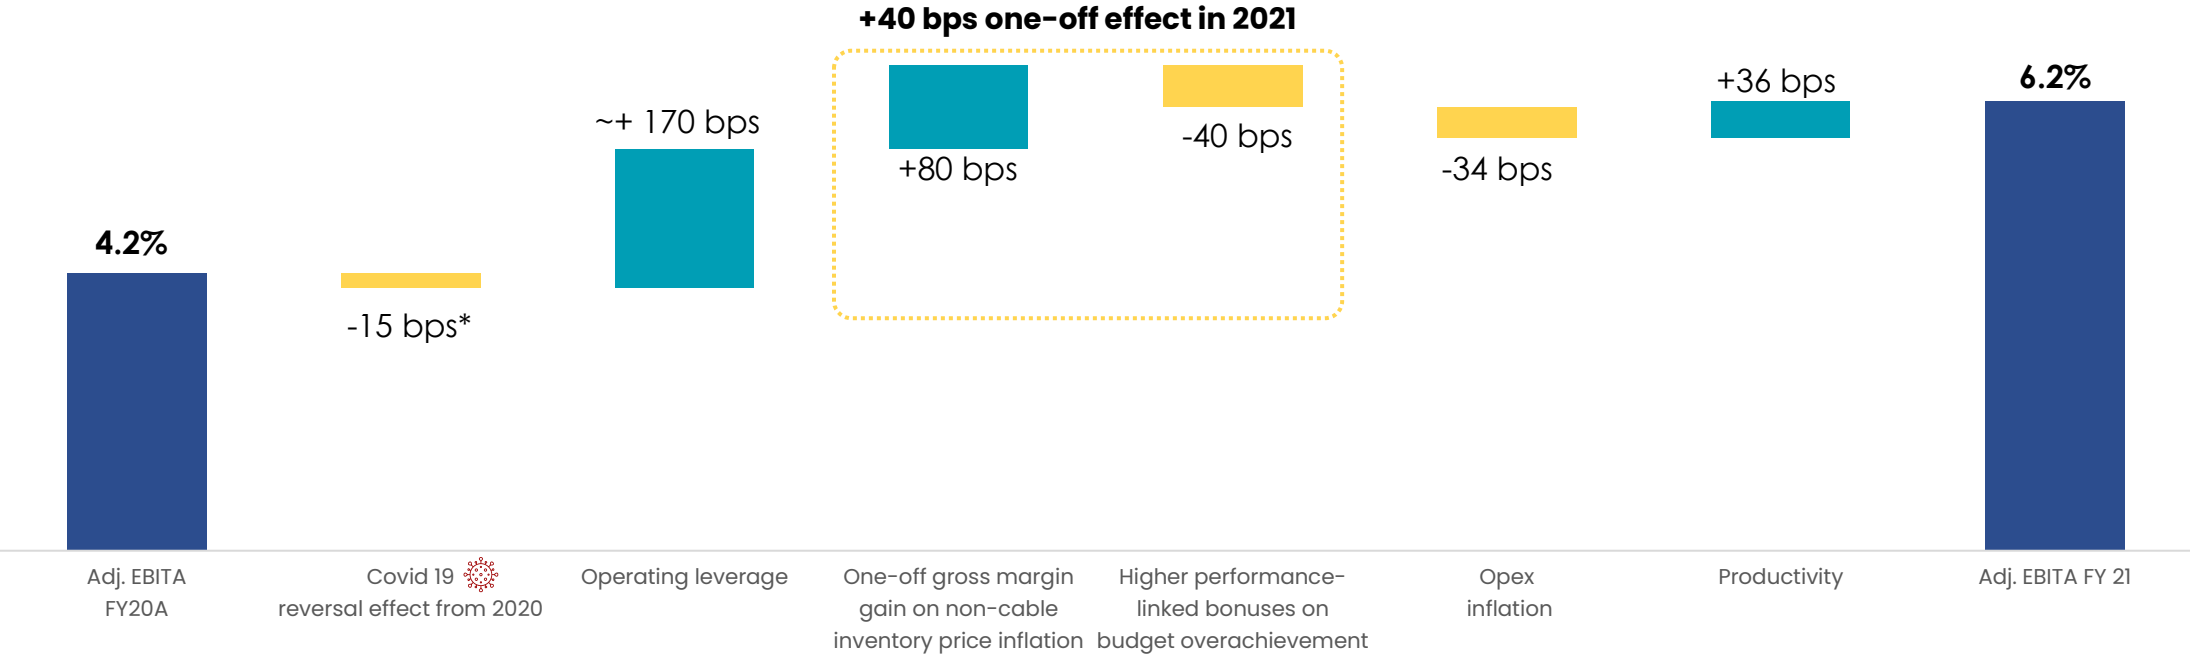 +40 bps one-off effect in 2021
4.2%
-15 bps*
~+ 170 bps
+80 bps
-40 bps
-34 bps
+36 bps
6.2%
Adj. EBITA
FY20A
Covid 19
reversal effect from 2020
Operating leverage
One-off gross margin
gain on non-cable
inventory price inflation
Higher performance-
linked bonuses on
budget overachievement
Opex
inflation
Productivity
Adj. EBITA FY 21